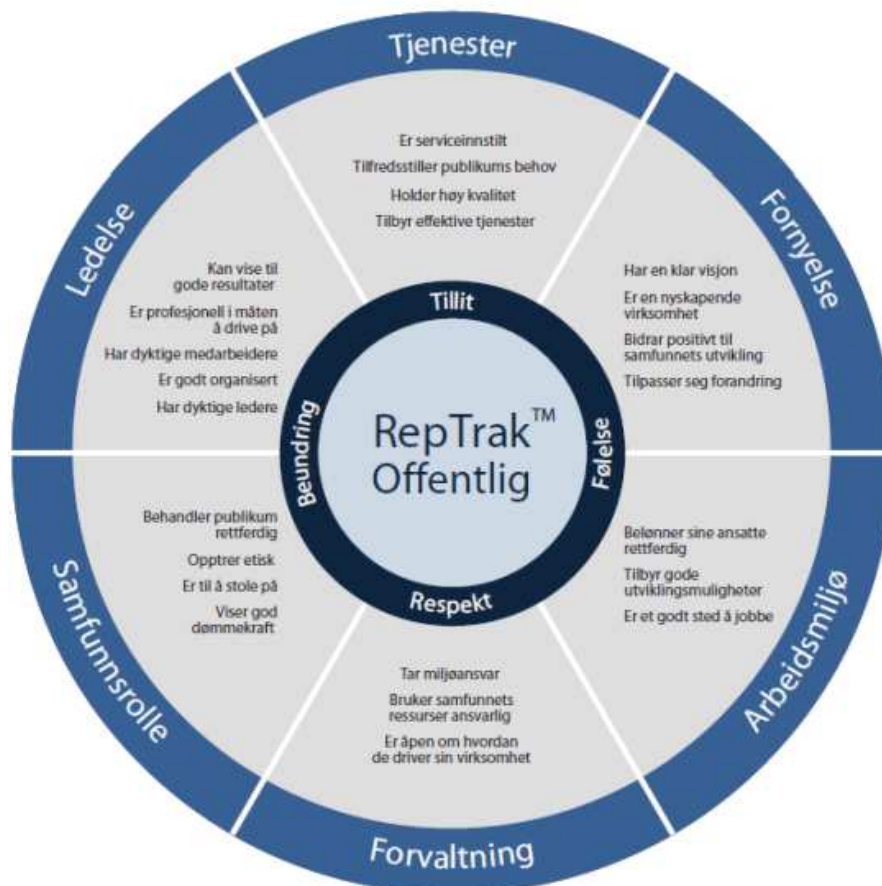 Tjenester
Er serviceinnstilt
Tilfredsstiller publikums behov
Holder høy kvalitet
Tilbyr effektive tjenester
Fornyelse
Har en klar visjon
Er en nyskapende
virksomhet
Bidrar positivt til
samfunnets utvikling
Tilpasser seg forandring
Arbeidsmiljø
Belønner sine ansatte
rettferdig
Tilbyr gode
utviklingsmuligheter
Er et godt sted å jobbe
Forvaltning
Tar miljøansvar
Bruker samfunnets
ressurser ansvarlig
Er åpen om hvordan
de driver sin virksomhet
Samfunnsrolle
Behandler publikum
rettferdig
Opptrer etisk
Er til å stole på
Viser god
dømmekraft
Ledelse
Kan vise til
gode resultater
Er profesjonell i måten
å drive på
Har dyktige medarbeidere
Er godt organisert
Har dyktige ledere
Tillit
Følelse
Respekt
Beundring
RepTrak™
Offentlig